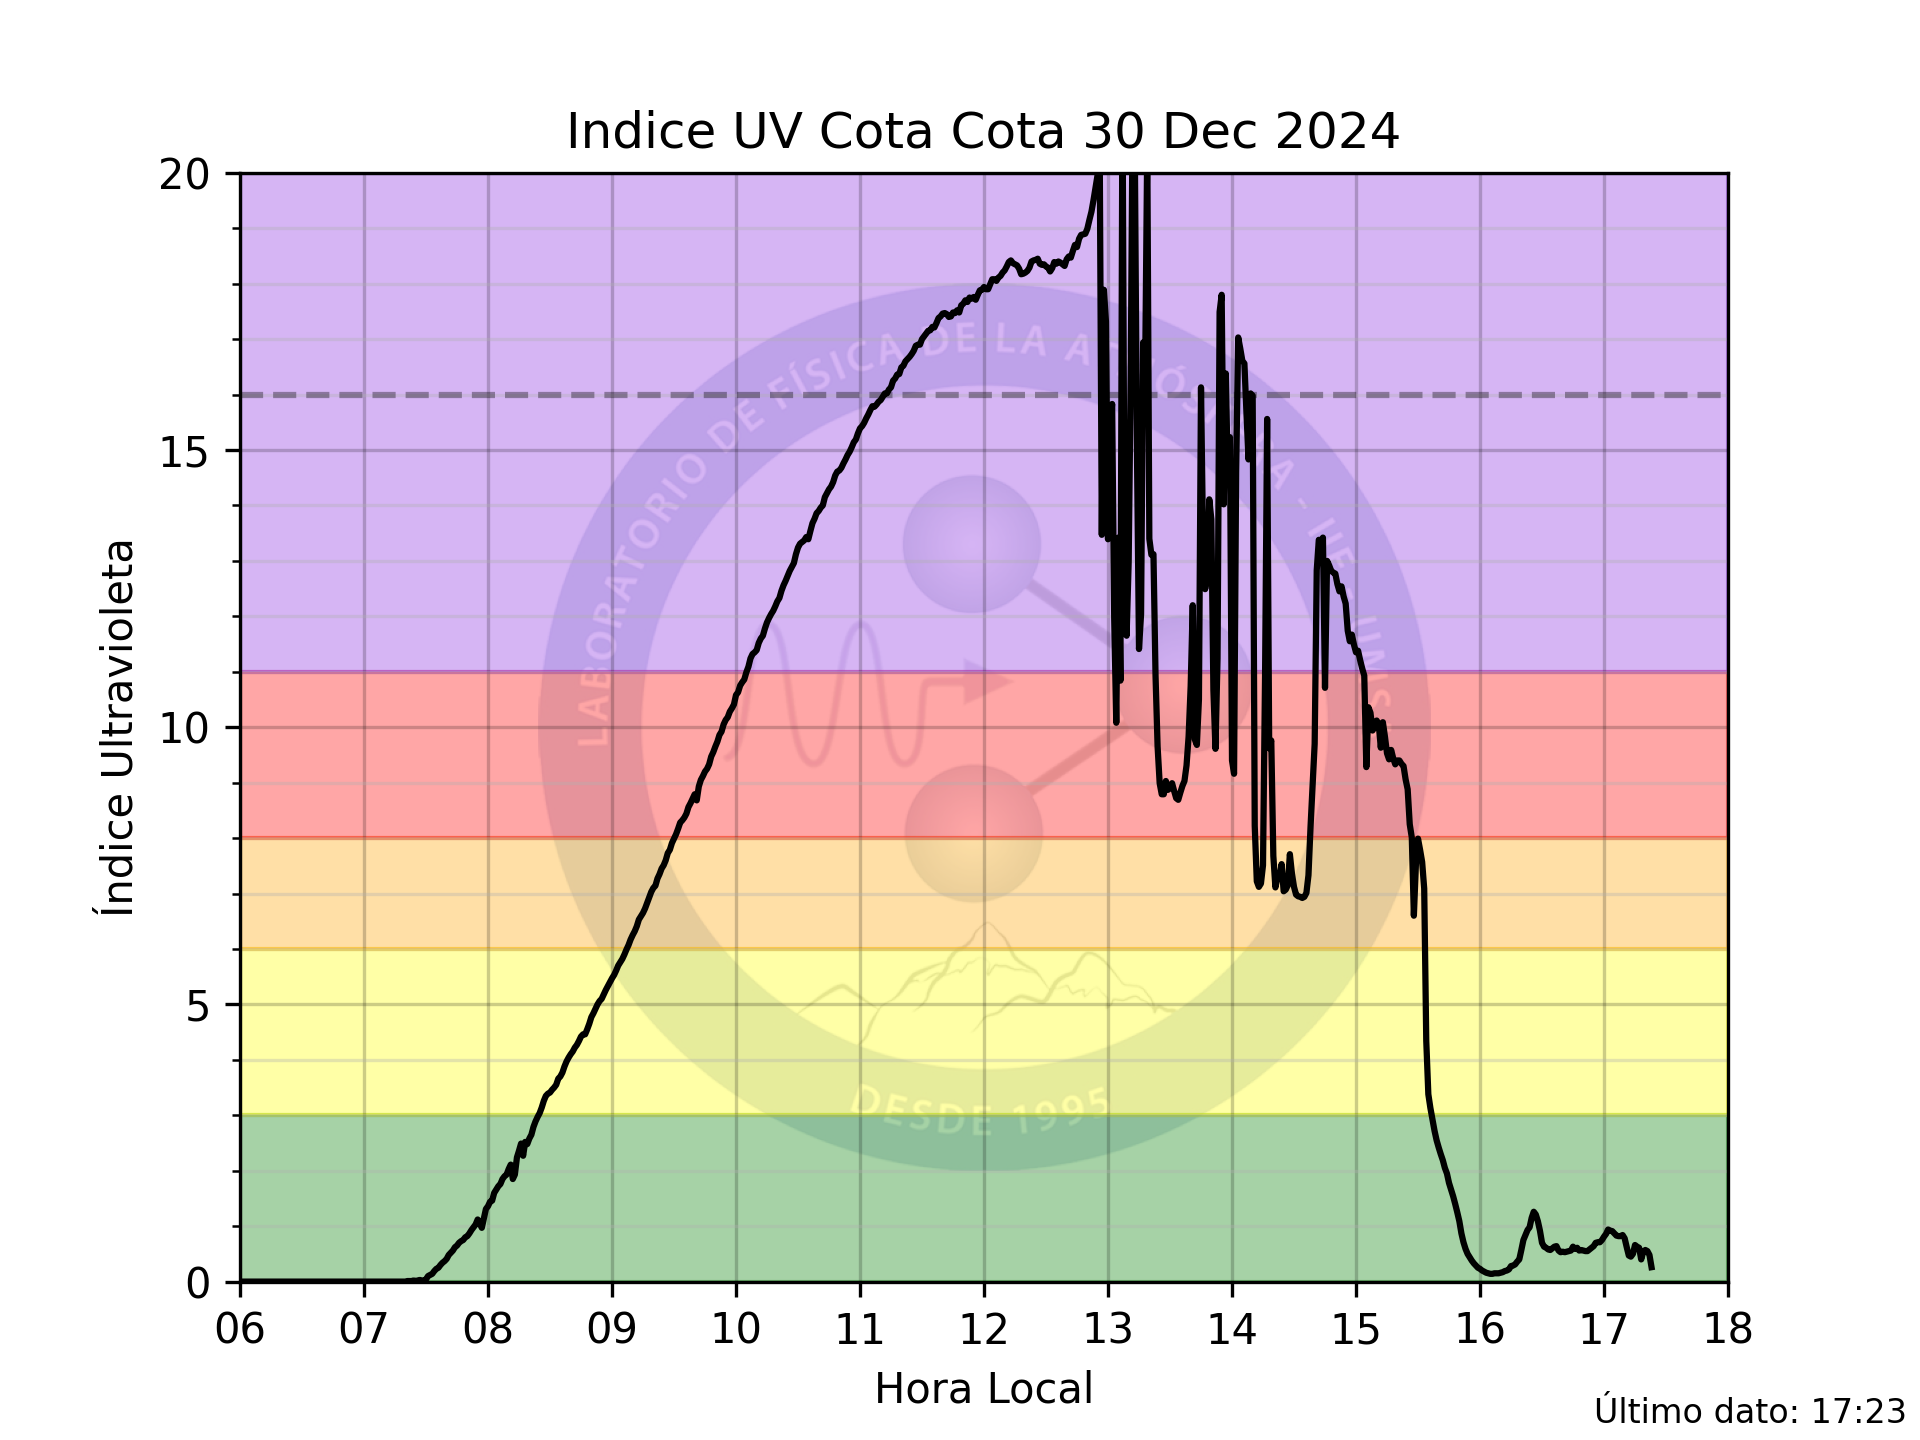 Indice UV Cota Cota 30 Dec 2024
20
15
10
5
0
Índice Ultravioleta
LABORATORIO DE FÍSICA DE LA
DESDE 1995
06 07 08 09 10 11 12 13 14 15 16 17 18
Hora Local
Último dato: 17:23